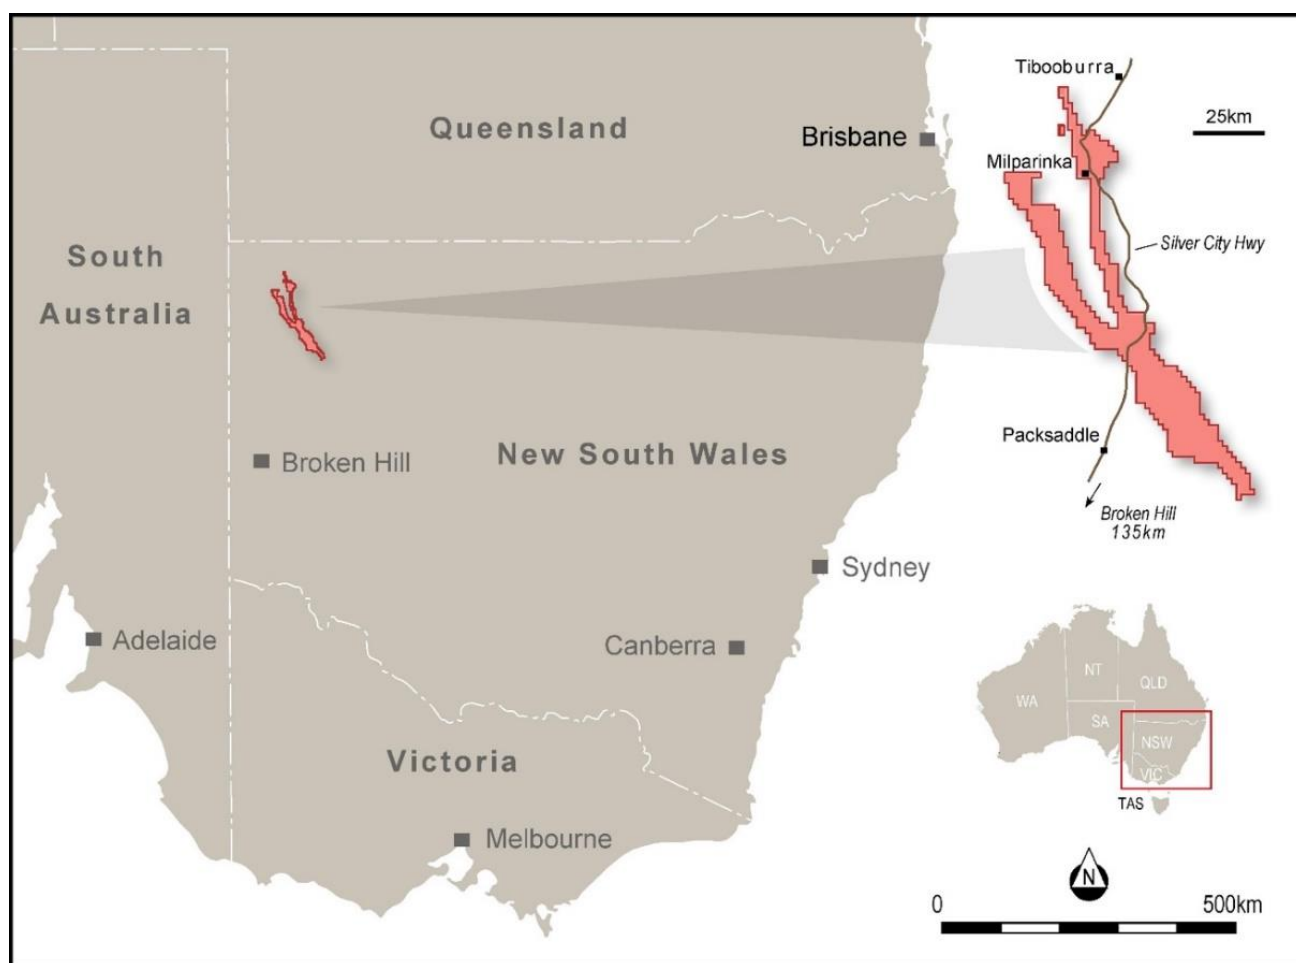 Queensland
Brisbane
South
Australia
Broken Hill
New South Wales
Sydney
Adelaide
Canberra
Victoria
Melbourne
Tibooburra
25km
Milparinka
Silver City Hwy
Packsaddle
Broken Hill
135km
NT
QLD
WA
SA
NSW
VIC
TAS
N
0
500km